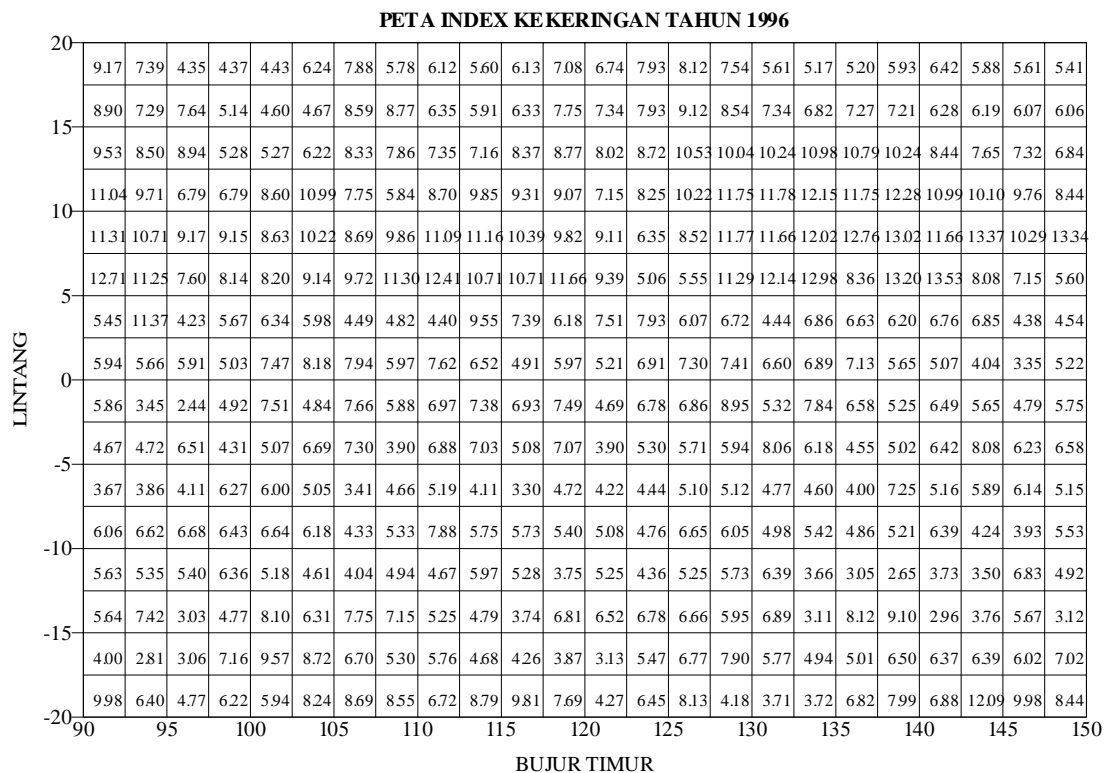 PETA INDEX KEKERINGAN TAHUN 1996
20
9.17 7.39 4.35 4.37 4.43 6.24 7.88 5.78 6.12 5.60 6.13 7.08 6.74 7.93 8.12 7.54 5.61 5.17 5.20 5.93 6.42 5.88 5.61 5.41
8.90 7.29 7.64 5.14 4.60 4.67 8.59 8.77 6.35 5.91 6.33 7.75 7.34 7.93 9.12 8.54 7.34 6.82 7.27 7.21 6.28 6.19 6.07 6.06
15
9.53 8.50 8.94 5.28 5.27 6.22 8.33 7.86 7.35 7.16 8.37 8.77 8.02 8.72 10.53 10.04 10.24 10.98 10.79 10.24 8.44 7.65 7.32 6.84
11.04 9.71 6.79 6.79 8.60 10.99 7.75 5.84 8.70 9.85 9.31 9.07 7.15 8.25 10.22 11.75 11.78 12.15 11.75 12.28 10.99 10.10 9.76 8.44
10
11.31 10.71 9.17 9.15 8.63 10.22 8.69 9.86 11.09 11.16 10.39 9.82 9.11 6.35 8.52 11.77 11.66 12.02 12.76 13.02 11.66 13.37 10.29 13.34
12.71 11.25 7.60 8.14 8.20 9.14 9.72 11.30 12.41 10.71 10.71 11.66 9.39 5.06 5.55 11.29 12.14 12.98 8.36 13.20 13.53 8.08 7.15 5.60
5
5.45 11.37 4.23 5.67 6.34 5.98 4.49 4.82 4.40 9.55 7.39 6.18 7.51 7.93 6.07 6.72 4.44 6.86 6.63 6.20 6.76 6.85 4.38 4.54
5.94 5.66 5.91 5.03 7.47 8.18 7.94 5.97 7.62 6.52 4.91 5.97 5.21 6.91 7.30 7.41 6.60 6.89 7.13 5.65 5.07 4.04 3.35 5.22
0
LINTANG
5.86 3.45 2.44 4.92 7.51 4.84 7.66 5.88 6.97 7.38 6.93 7.49 4.69 6.78 6.86 8.95 5.32 7.84 6.58 5.25 6.49 5.65 4.79 5.75
4.67 4.72 6.51 4.31 5.07 6.69 7.30 3.90 6.88 7.03 5.08 7.07 3.90 5.30 5.71 5.94 8.06 6.18 4.55 5.02 6.42 8.08 6.23 6.58
-5
3.67 3.86 4.11 6.27 6.00 5.05 3.41 4.66 5.19 4.11 3.30 4.72 4.22 4.44 5.10 5.12 4.77 4.60 4.00 7.25 5.16 5.89 6.14 5.15
6.06 6.62 6.68 6.43 6.64 6.18 4.33 5.33 7.88 5.75 5.73 5.40 5.08 4.76 6.65 6.05 4.98 5.42 4.86 5.21 6.39 4.24 3.93 5.53
-10
5.63 5.35 5.40 6.36 5.18 4.61 4.04 4.94 4.67 5.97 5.28 3.75 5.25 4.36 5.25 5.73 6.39 3.66 3.05 2.65 3.73 3.50 6.83 4.92
5.64 7.42 3.03 4.77 8.10 6.31 7.75 7.15 5.25 4.79 3.74 6.81 6.52 6.78 6.66 5.95 6.89 3.11 8.12 9.10 2.96 3.76 5.67 3.12
-15
4.00 2.81 3.06 7.16 9.57 8.72 6.70 5.30 5.76 4.68 4.26 3.87 3.13 5.47 6.77 7.90 5.77 4.94 5.01 6.50 6.37 6.39 6.02 7.02
9.98 6.40 4.77 6.22 5.94 8.24 8.69 8.55 6.72 8.79 9.81 7.69 4.27 6.45 8.13 4.18 3.71 3.72 6.82 7.99 6.88 12.09 9.98 8.44
-20
90 95 100 105 110 115 120 125 130 135 140 145 150
BUJUR TIMUR